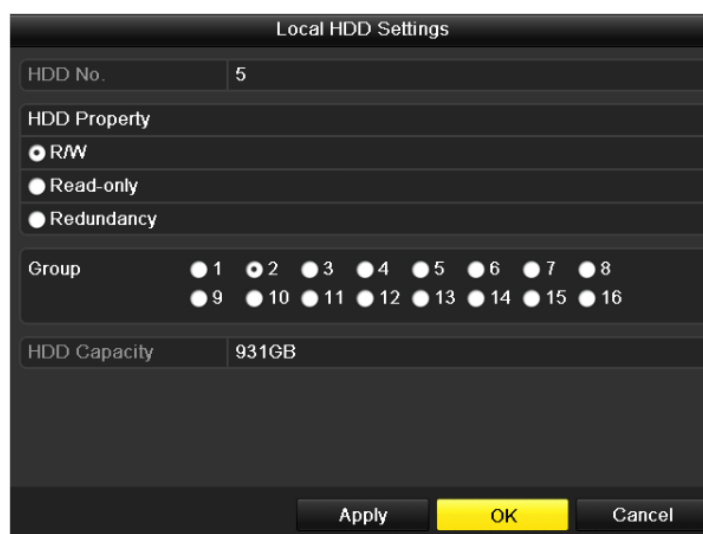 Local HDD Settings
HDD No. 5
HDD Property
R/W
Read-only
Redundancy
Group 1 2 3 4 5 6 7 8
9 10 11 12 13 14 15 16
HDD Capacity 931GB
Apply OK Cancel